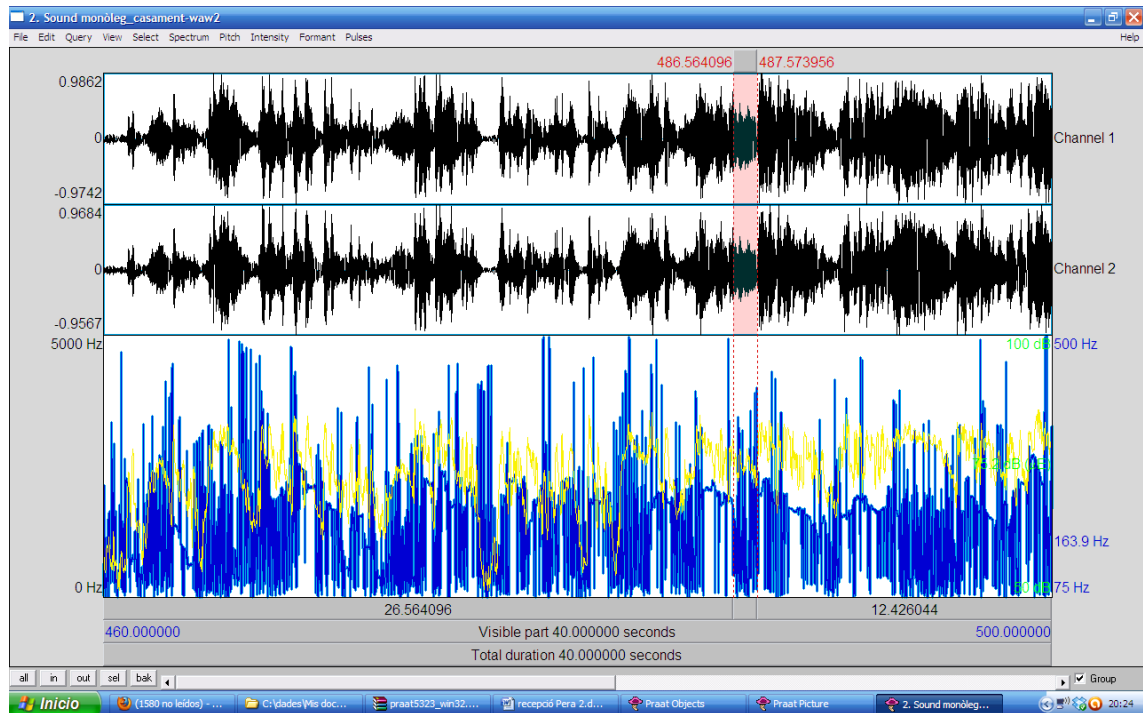 2. Sound monòleg_casament-waw2
File Edit Query View Select Spectrum Pitch Intensity Formant Pulses Help
486.564096 487.573956
0.9862
0
-0.9742
Channel 1
0.9684
0
-0.9567
Channel 2
5000 Hz
100 dB 500 Hz
163.9 Hz
0 Hz
50 dB 75 Hz
26.564096 12.426044
460.000000 Visible part 40.000000 seconds 500.000000
Total duration 40.000000 seconds
all in out sel bak Group
Inicio (1580 no leídos) - ... C:\dades\Mis doc... praat5323_win32.... recepció Pera 2.d... Praat Objects Praat Picture 2. Sound monòleg... 20:24